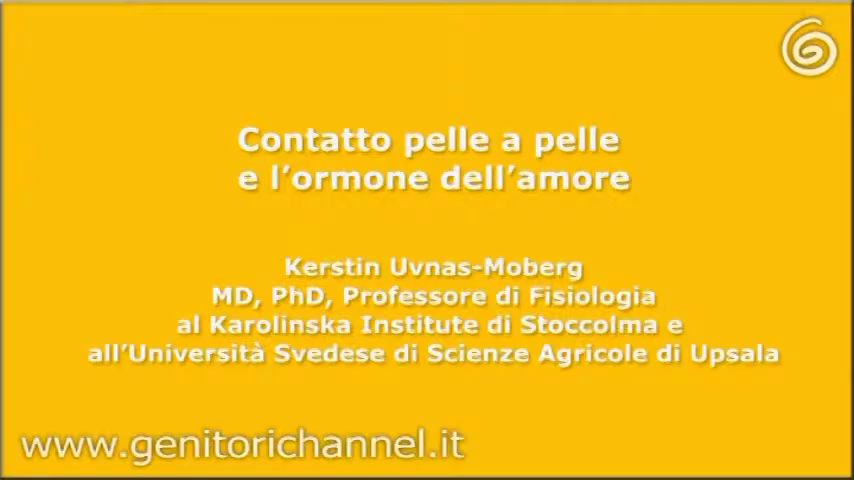 Contatto pelle a pelle
e l’ormone dell’amore
Kerstin Uvnas-Moberg
MD, PhD, Professore di Fisiologia
al Karolinska Institute di Stoccolma e
all’Università Svedese di Scienze Agricole di Upsala
www.genitorichannel.it